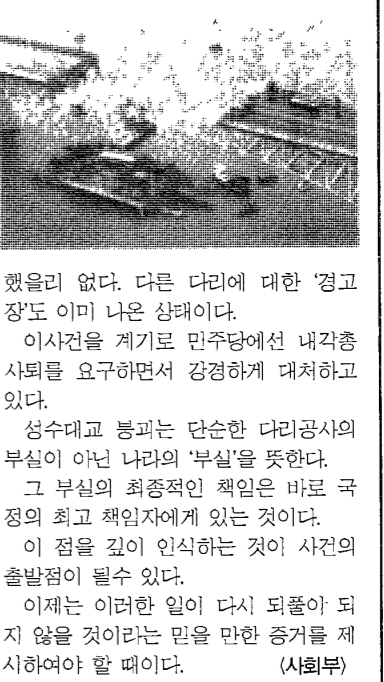 했을리 없다. 다른 다리에 대한 ‘경고
장’도 이미 나온 상태이다.
이사건을 계기로 민주당에선 내각총
사퇴를 요구하면서 강경하게 대처하고
있다.
성수대교 붕괴는 단순한 다리공사의
부실이 아닌 나라의 ‘부실’을 뜻한다.
그 부실의 최종적인 책임은 바로 국
정의 최고 책임자에게 있는 것이다.
이 점을 깊이 인식하는 것이 사건의
출발점이 될수 있다.
이제는 이러한 일이 다시 되풀이 되
지 않을 것이라는 믿을 만한 증거를 제
시하여야 할 때이다. 〈사회부〉